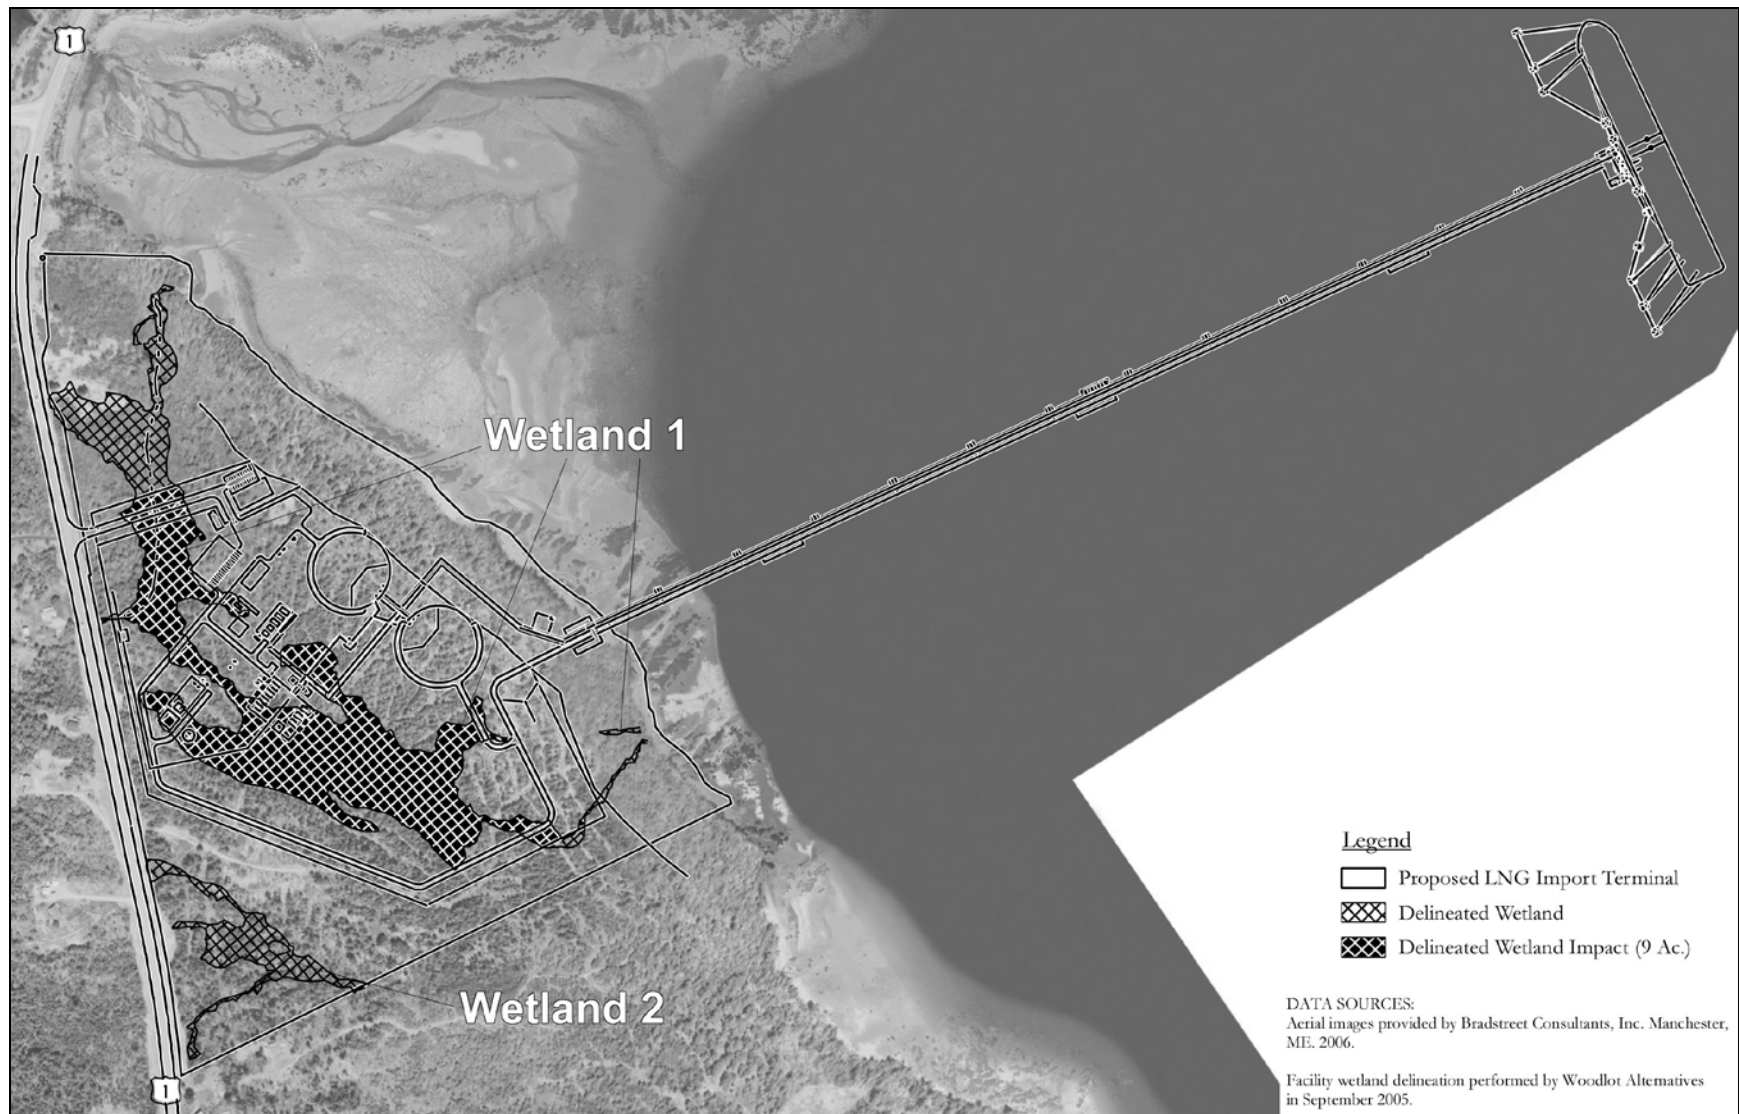 1
Wetland 1
Wetland 2
1
Legend
Proposed LNG Import Terminal
Delineated Wetland
Delineated Wetland Impact (9 Ac.)
DATA SOURCES:
Aerial images provided by Bradstreet Consultants, Inc. Manchester,
ME. 2006.
Facility wetland delineation performed by Woodlot Alternatives
in September 2005.